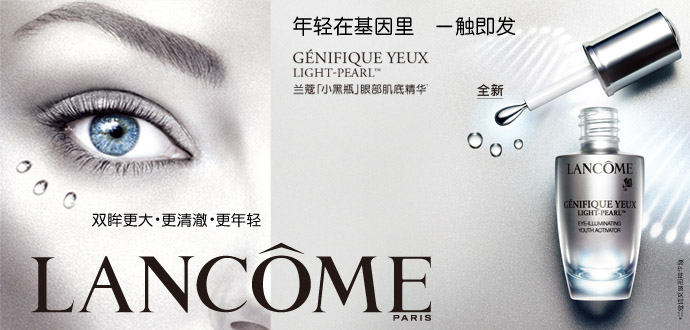 年轻在基因里 一触即发
GÉNIFIQUE YEUX
LIGHT-PEARL™
兰蔻「小黑瓶」眼部肌底精华
全新
双眸更大·更清澈·更年轻
LANCÔME
PARIS
LANCÔME
GÉNIFIQUE YEUX
LIGHT-PEARL™
EYE-ILLUMINATING
YOUTH ACTIVATOR